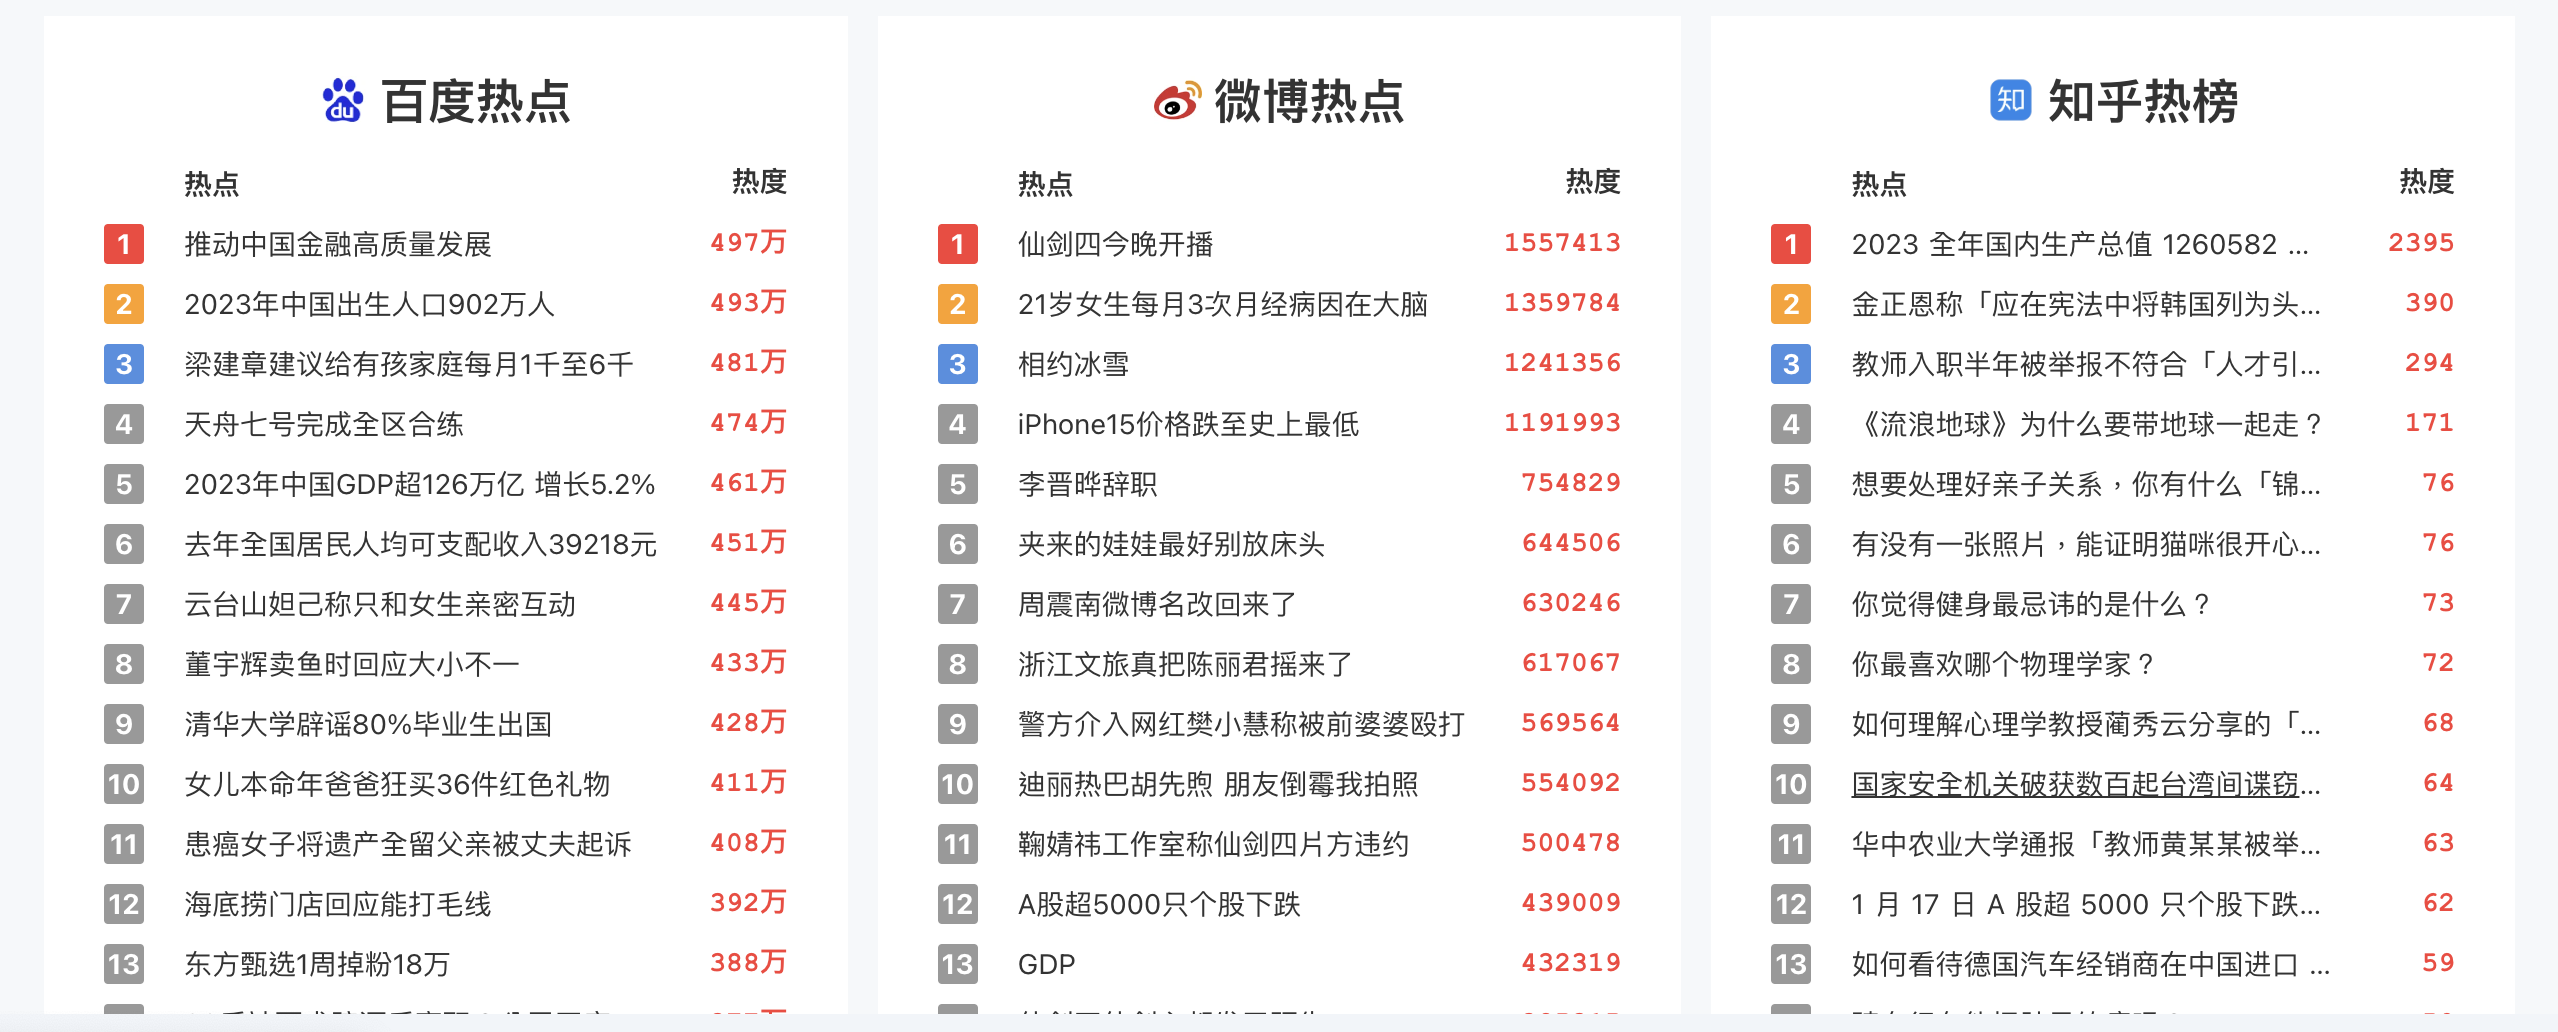 百度热点
热点 热度
1 推动中国金融高质量发展 497万
2 2023年中国出生人口902万人 493万
3 梁建章建议给有孩家庭每月1千至6千 481万
4 天舟七号完成全区合练 474万
5 2023年中国GDP超126万亿 增长5.2% 461万
6 去年全国居民人均可支配收入39218元 451万
7 云台山妲己称只和女生亲密互动 445万
8 董宇辉卖鱼时回应大小不一 433万
9 清华大学辟谣80%毕业生出国 428万
10 女儿本命年爸爸狂买36件红色礼物 411万
11 患癌女子将遗产全留父亲被丈夫起诉 408万
12 海底捞门店回应能打毛线 392万
13 东方甄选1周掉粉18万 388万
微博热点
热点 热度
1 仙剑四今晚开播 1557413
2 21岁女生每月3次月经病因在大脑 1359784
3 相约冰雪 1241356
4 iPhone15价格跌至史上最低 1191993
5 李晋晔辞职 754829
6 夹来的娃娃最好别放床头 644506
7 周震南微博名改回来了 630246
8 浙江文旅真把陈丽君摇来了 617067
9 警方介入网红樊小慧称被前婆婆殴打 569564
10 迪丽热巴胡先煦 朋友倒霉我拍照 554092
11 鞠婧祎工作室称仙剑四片方违约 500478
12 A股超5000只个股下跌 439009
13 GDP 432319
知 知乎热榜
热点 热度
1 2023 全年国内生产总值 1260582 ... 2395
2 金正恩称「应在宪法中将韩国列为头... 390
3 教师入职半年被举报不符合「人才引... 294
4 《流浪地球》为什么要带地球一起走？ 171
5 想要处理好亲子关系，你有什么「锦... 76
6 有没有一张照片，能证明猫咪很开心... 76
7 你觉得健身最忌讳的是什么？ 73
8 你最喜欢哪个物理学家？ 72
9 如何理解心理学教授蔺秀云分享的「... 68
10 国家安全机关破获数百起台湾间谍窃... 64
11 华中农业大学通报「教师黄某某被举... 63
12 1 月 17 日 A 股超 5000 只个股下跌... 62
13 如何看待德国汽车经销商在中国进口 ... 59